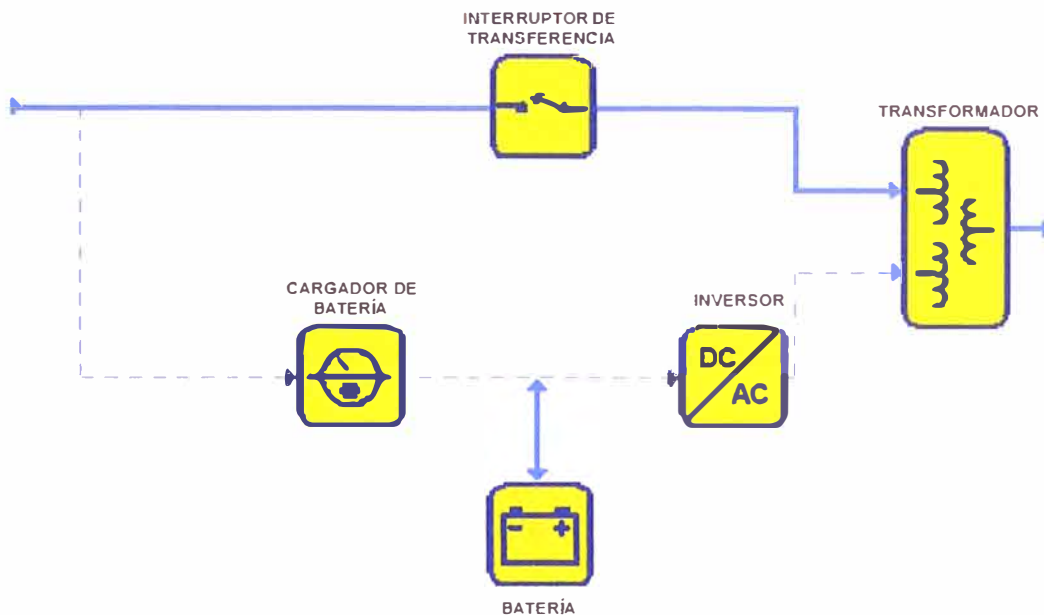 INTERRUPTOR DE
TRANSFERENCIA
TRANSFORMADOR
CARGADOR DE
BATERÍA
INVERSOR
DC
AC
- +
BATERÍA